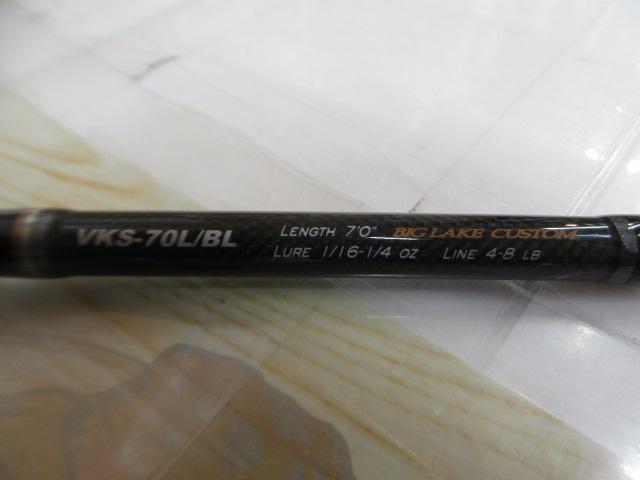 VKS-70L/BL
LENGTH 7'0" BIG LAKE CUSTOM
LURE 1/16-1/4 OZ LINE 4-8 LB